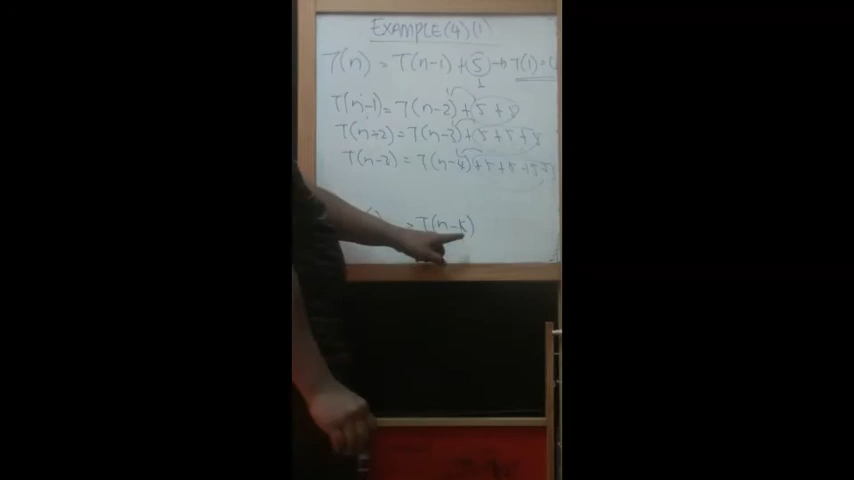 EXAMPLE(4)(1)
T(n) = T(n-1) + 5 → T(1) =
T(n-1) = T(n-2) + 5 + 5
T(n-2) = T(n-3) + 5 + 5 + 5
T(n-3) = T(n-4) + 5 + 5 + 5
= T(n-k)